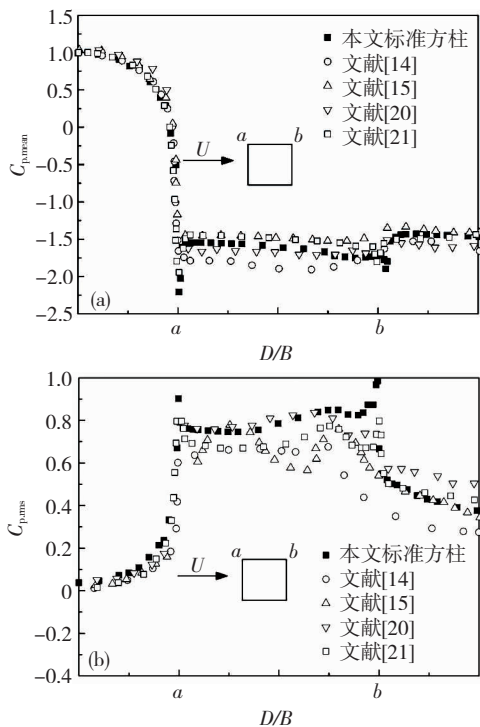 1.5
1.0
0.5
0
−0.5
−1.0
−1.5
−2.0
−2.5
C_{p,mean}
本文标准方柱
文献[14]
文献[15]
文献[20]
文献[21]
U
a b
(a)
a b
D/B
1.0
0.8
0.6
0.4
0.2
0
−0.2
−0.4
C_{p,rms}
U
a b
本文标准方柱
文献[14]
文献[15]
文献[20]
文献[21]
(b)
a b
D/B